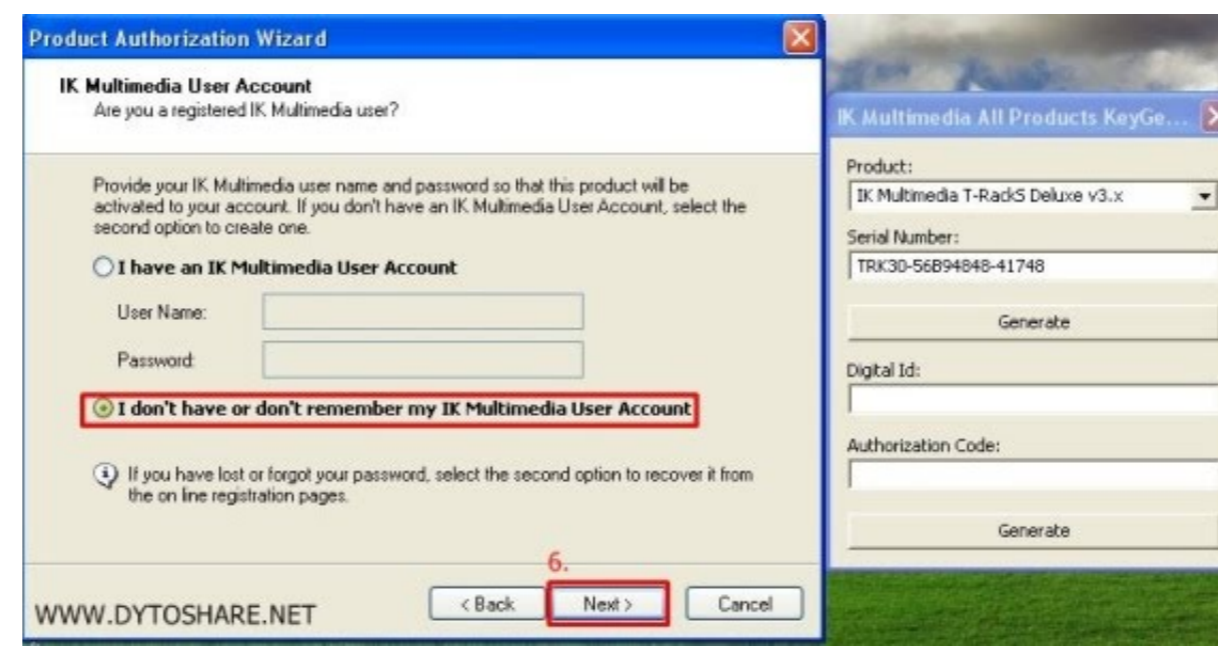 Product Authorization Wizard
IK Multimedia User Account
Are you a registered IK Multimedia user?
Provide your IK Multimedia user name and password so that this product will be
activated to your account. If you don't have an IK Multimedia User Account, select the
second option to create one.
I have an IK Multimedia User Account
User Name:
Password:
I don't have or don't remember my IK Multimedia User Account
If you have lost or forgot your password, select the second option to recover it from
the on line registration pages.
6.
< Back
Next >
Cancel
WWW.DYTOSHARE.NET
IK Multimedia All Products KeyGe...
Product:
IK Multimedia T-RackS Deluxe v3.x
Serial Number:
TRK30-56B94848-41748
Generate
Digital Id:
Authorization Code:
Generate